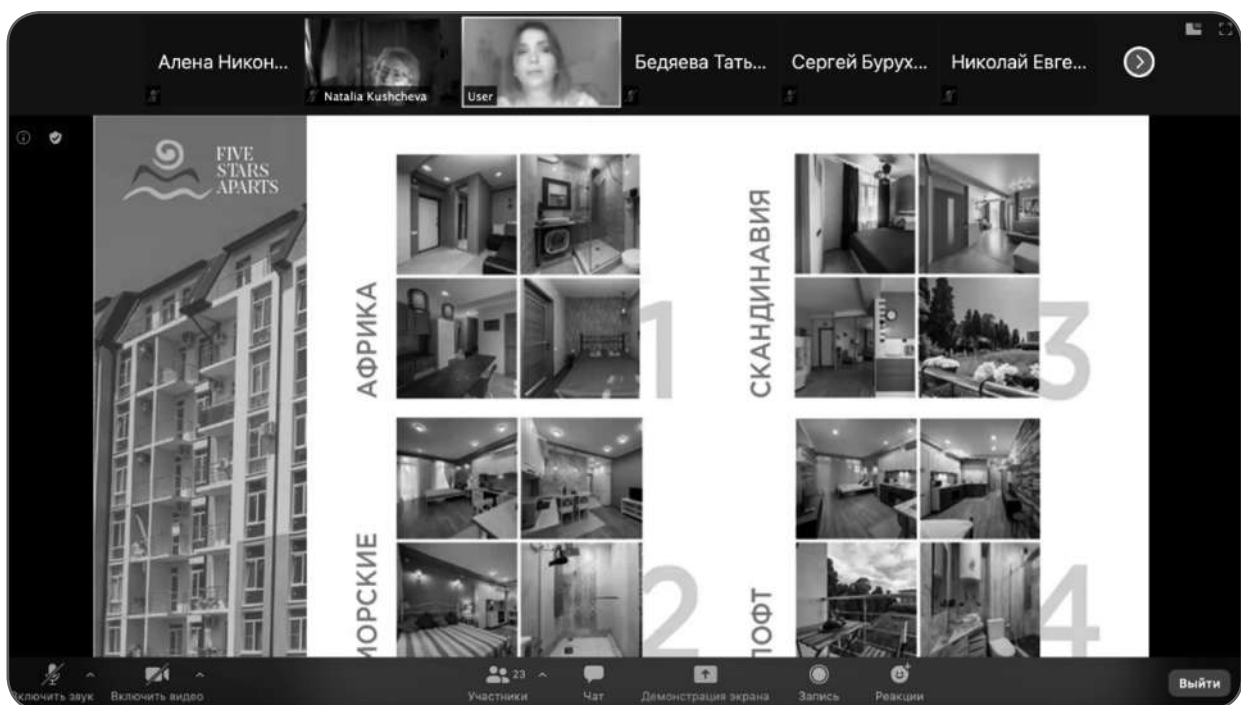 Алена Никон...
Natalia Kushcheva
User
Бедяева Тать...
Сергей Бурух...
Николай Евге...
FIVE
STARS
APARTS
АФРИКА
1
СКАНДИНАВИЯ
3
МОРСКИЕ
2
ЛОФТ
4
Включить звук
Включить видео
23
Участники
Чат
Демонстрация экрана
Запись
Реакции
Выйти